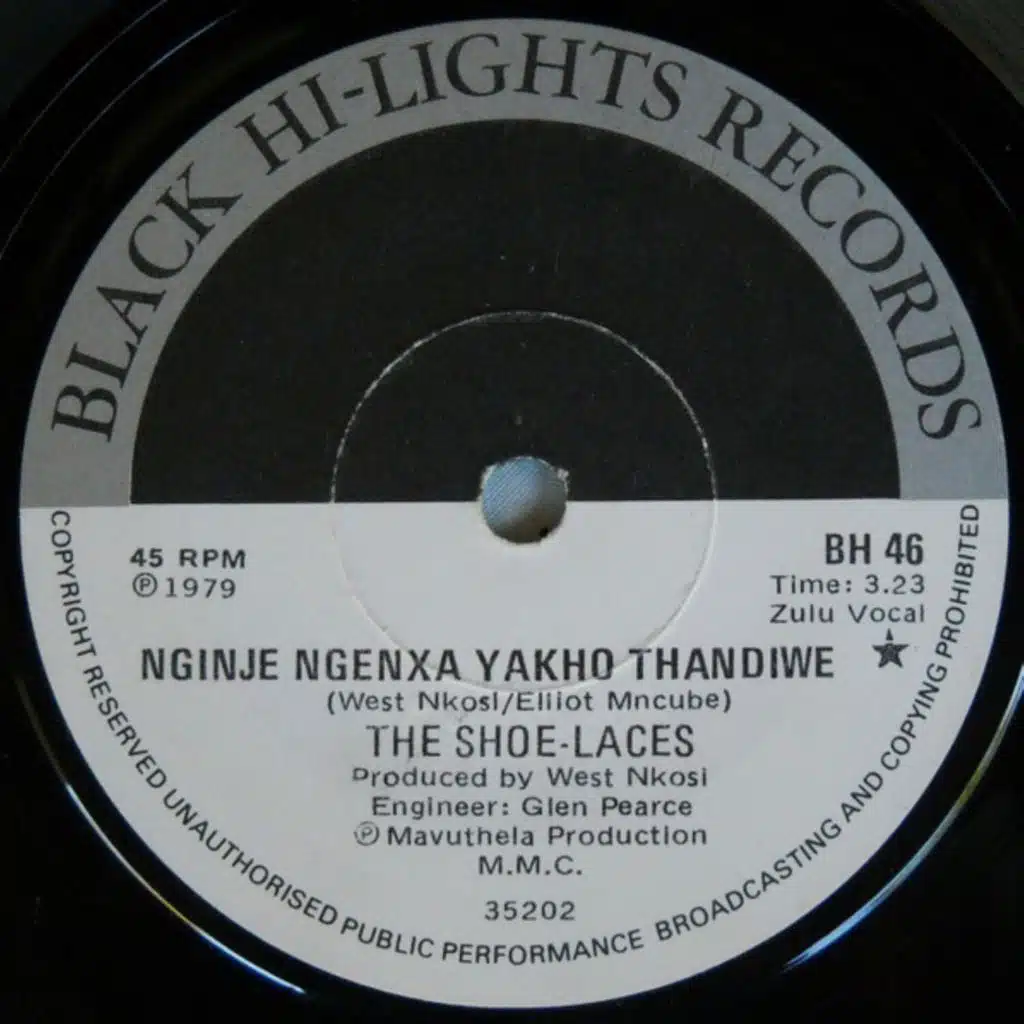 BLACK HI-LIGHTS RECORDS
45 RPM
℗ 1979
BH 46
Time: 3.23
Zulu Vocal
NGINJE NGENXA YAKHO THANDIWE
(West Nkosi/Elliot Mncube)
THE SHOE-LACES
Produced by West Nkosi
Engineer: Glen Pearce
℗ Mavuthela Production
M.M.C.
35202
COPYRIGHT RESERVED UNAUTHORISED PUBLIC PERFORMANCE BROADCASTING AND COPYING PROHIBITED